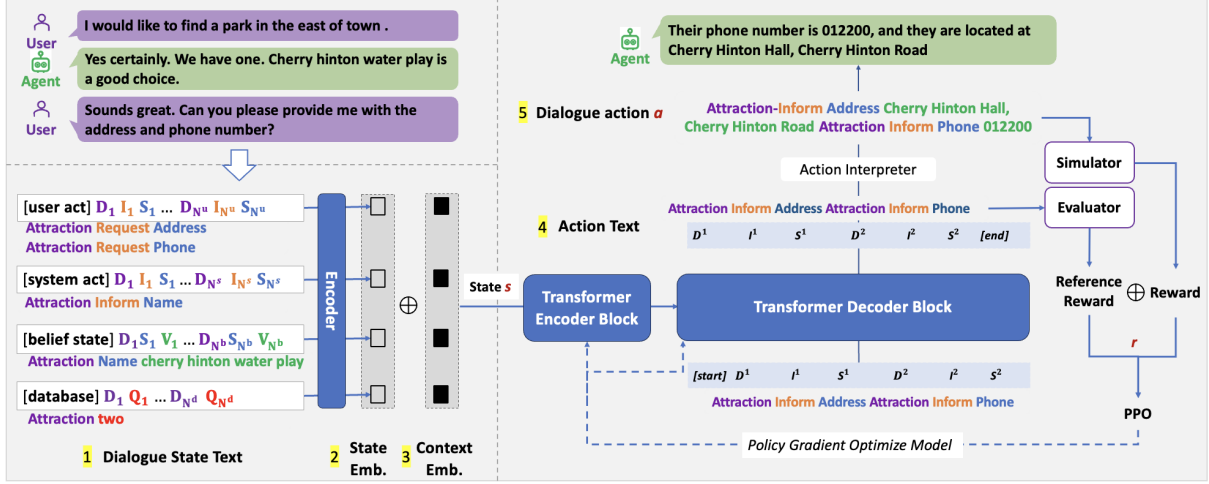 I would like to find a park in the east of town .
User
Yes certainly. We have one. Cherry hinton water play is
a good choice.
Agent
Sounds great. Can you please provide me with the
address and phone number?
User
[user act] D1 I1 S1 ... DNu INu SNu
Attraction Request Address
Attraction Request Phone
[system act] D1 I1 S1 ... DNs INs SNs
Attraction Inform Name
[belief state] D1S1 V1 ... DNbSNb VNb
Attraction Name cherry hinton water play
[database] D1 Q1 ... DNd QNd
Attraction two
Encoder
⊕
1 Dialogue State Text
2 State
Emb.
3 Context
Emb.
State s
Their phone number is 012200, and they are located at
Cherry Hinton Hall, Cherry Hinton Road
Agent
5 Dialogue action a
Attraction-Inform Address Cherry Hinton Hall,
Cherry Hinton Road Attraction Inform Phone 012200
Action Interpreter
Simulator
Evaluator
4 Action Text
Attraction Inform Address Attraction Inform Phone
D1 I1 S1 D2 I2 S2 [end]
Transformer
Encoder Block
Transformer Decoder Block
Reference
Reward
⊕ Reward
r
[start] D1 I1 S1 D2 I2 S2
Attraction Inform Address Attraction Inform Phone
PPO
Policy Gradient Optimize Model